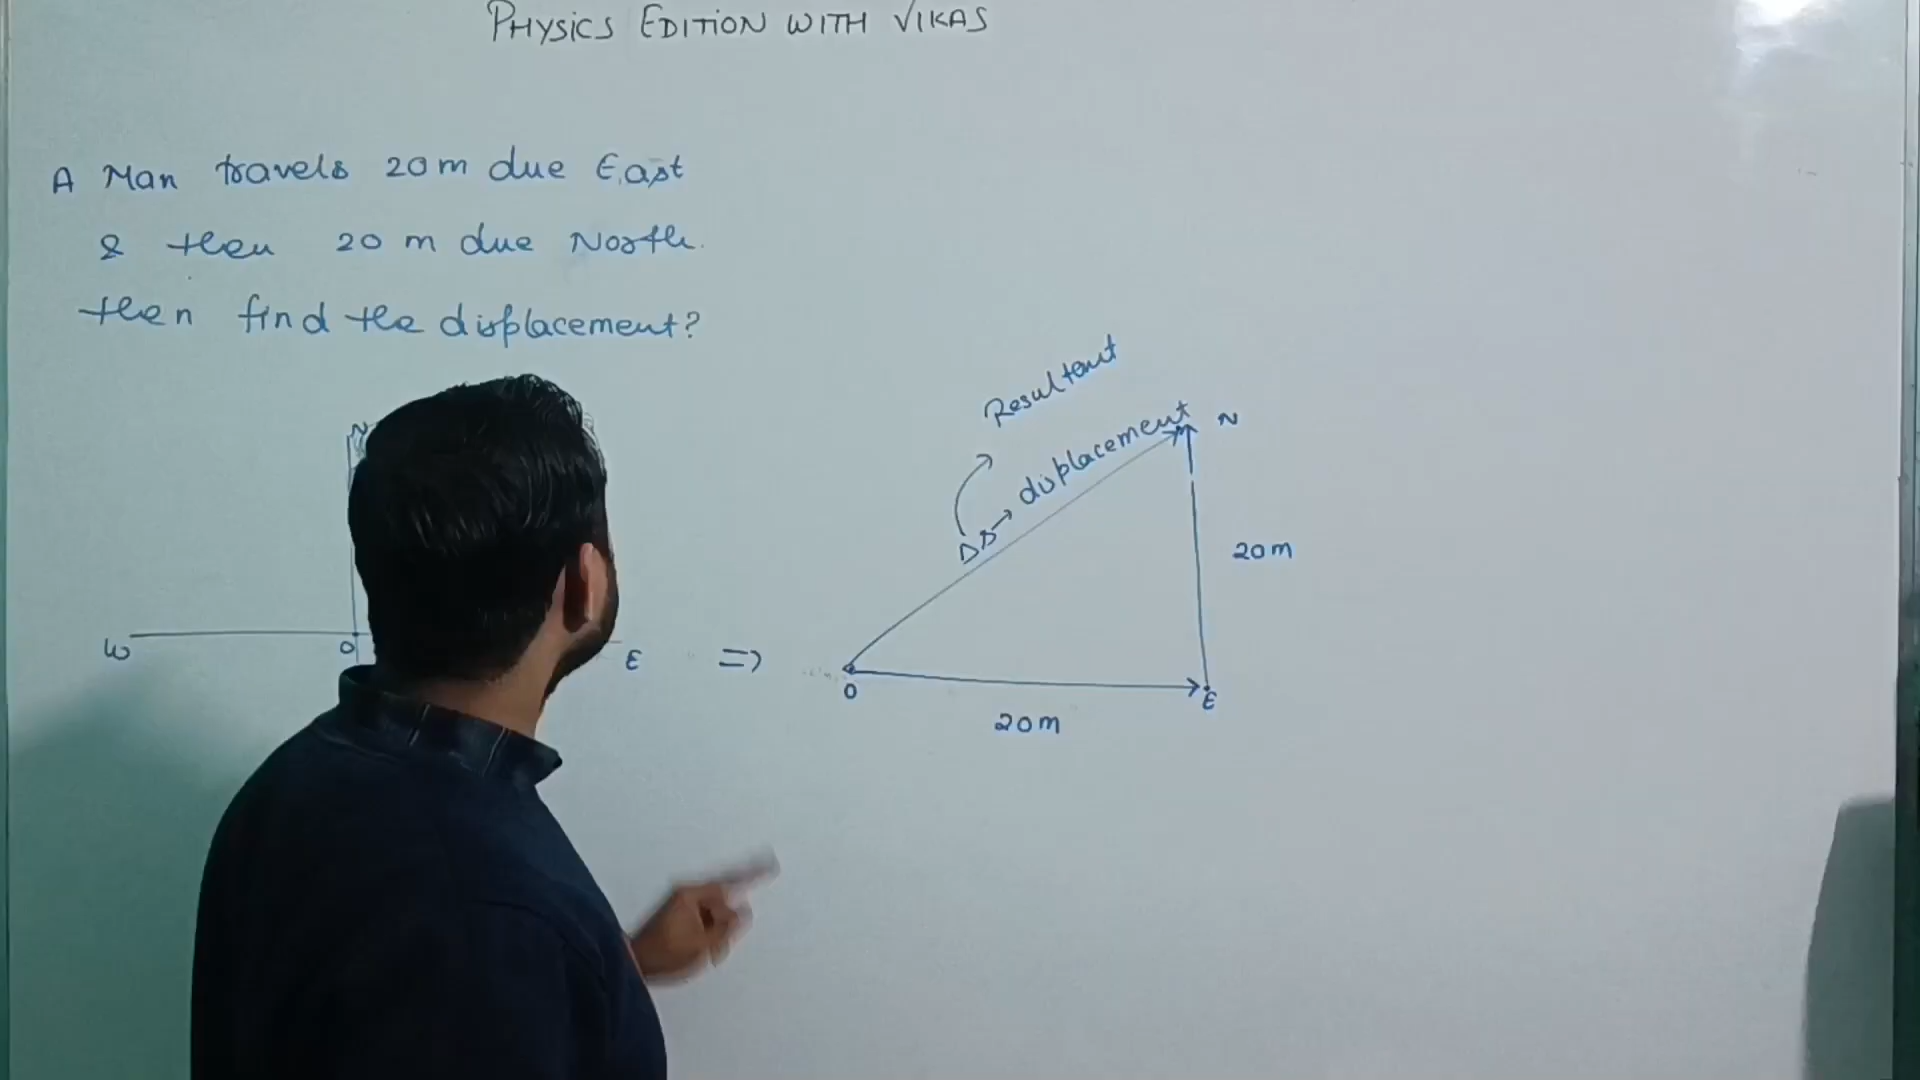 PHYSICS EDITION WITH VIKAS
A Man travels 20m due East
& then 20 m due North.
then find the displacement?
N
W
O
E
=>
Resultant
Δs → displacement
N
20m
O
E
20m